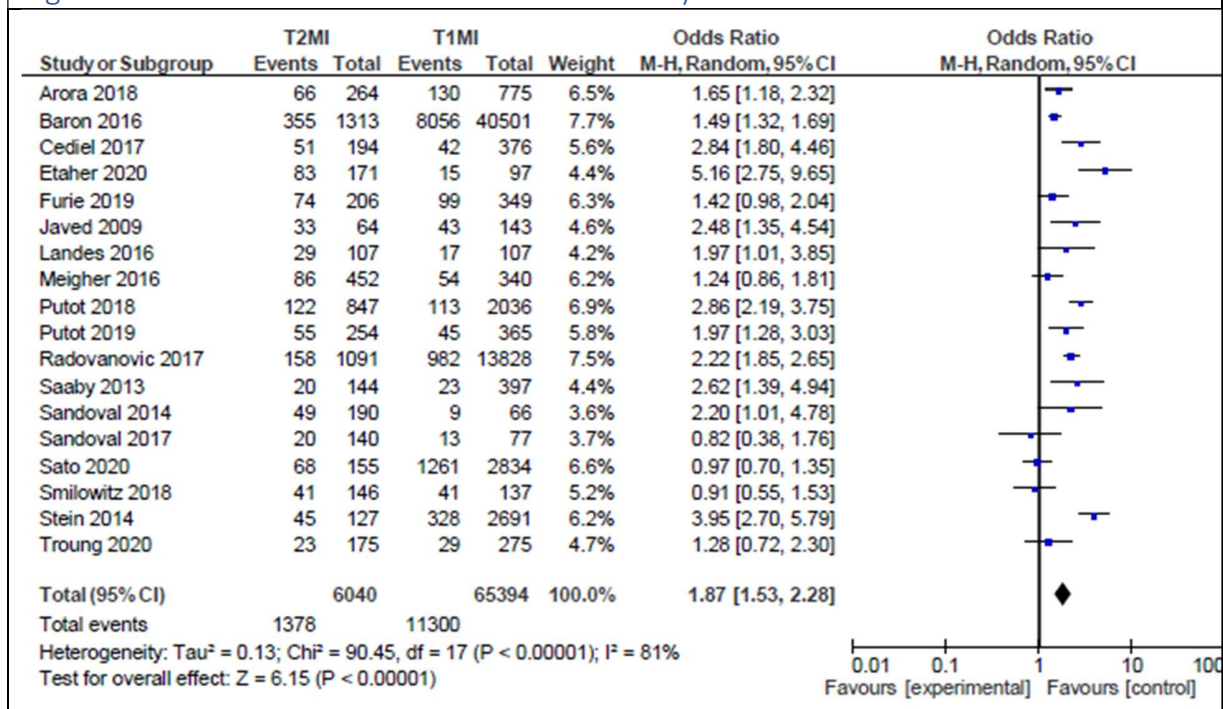 T2MI T1MI Odds Ratio Odds Ratio
Study or Subgroup Events Total Events Total Weight M-H, Random, 95% CI M-H, Random, 95% CI
Arora 2018 66 264 130 775 6.5% 1.65 [1.18, 2.32]
Baron 2016 355 1313 8056 40501 7.7% 1.49 [1.32, 1.69]
Cediel 2017 51 194 42 376 5.6% 2.84 [1.80, 4.46]
Etaher 2020 83 171 15 97 4.4% 5.16 [2.75, 9.65]
Furie 2019 74 206 99 349 6.3% 1.42 [0.98, 2.04]
Javed 2009 33 64 43 143 4.6% 2.48 [1.35, 4.54]
Landes 2016 29 107 17 107 4.2% 1.97 [1.01, 3.85]
Meigher 2016 86 452 54 340 6.2% 1.24 [0.86, 1.81]
Putot 2018 122 847 113 2036 6.9% 2.86 [2.19, 3.75]
Putot 2019 55 254 45 365 5.8% 1.97 [1.28, 3.03]
Radovanovic 2017 158 1091 982 13828 7.5% 2.22 [1.85, 2.65]
Saaby 2013 20 144 23 397 4.4% 2.62 [1.39, 4.94]
Sandoval 2014 49 190 9 66 3.6% 2.20 [1.01, 4.78]
Sandoval 2017 20 140 13 77 3.7% 0.82 [0.38, 1.76]
Sato 2020 68 155 1261 2834 6.6% 0.97 [0.70, 1.35]
Smilowitz 2018 41 146 41 137 5.2% 0.91 [0.55, 1.53]
Stein 2014 45 127 328 2691 6.2% 3.95 [2.70, 5.79]
Troung 2020 23 175 29 275 4.7% 1.28 [0.72, 2.30]
Total (95% CI) 6040 65394 100.0% 1.87 [1.53, 2.28]
Total events 1378 11300
Heterogeneity: Tau² = 0.13; Chi² = 90.45, df = 17 (P < 0.00001); I² = 81%
Test for overall effect: Z = 6.15 (P < 0.00001)
0.01 0.1 1 10 100
Favours [experimental] Favours [control]